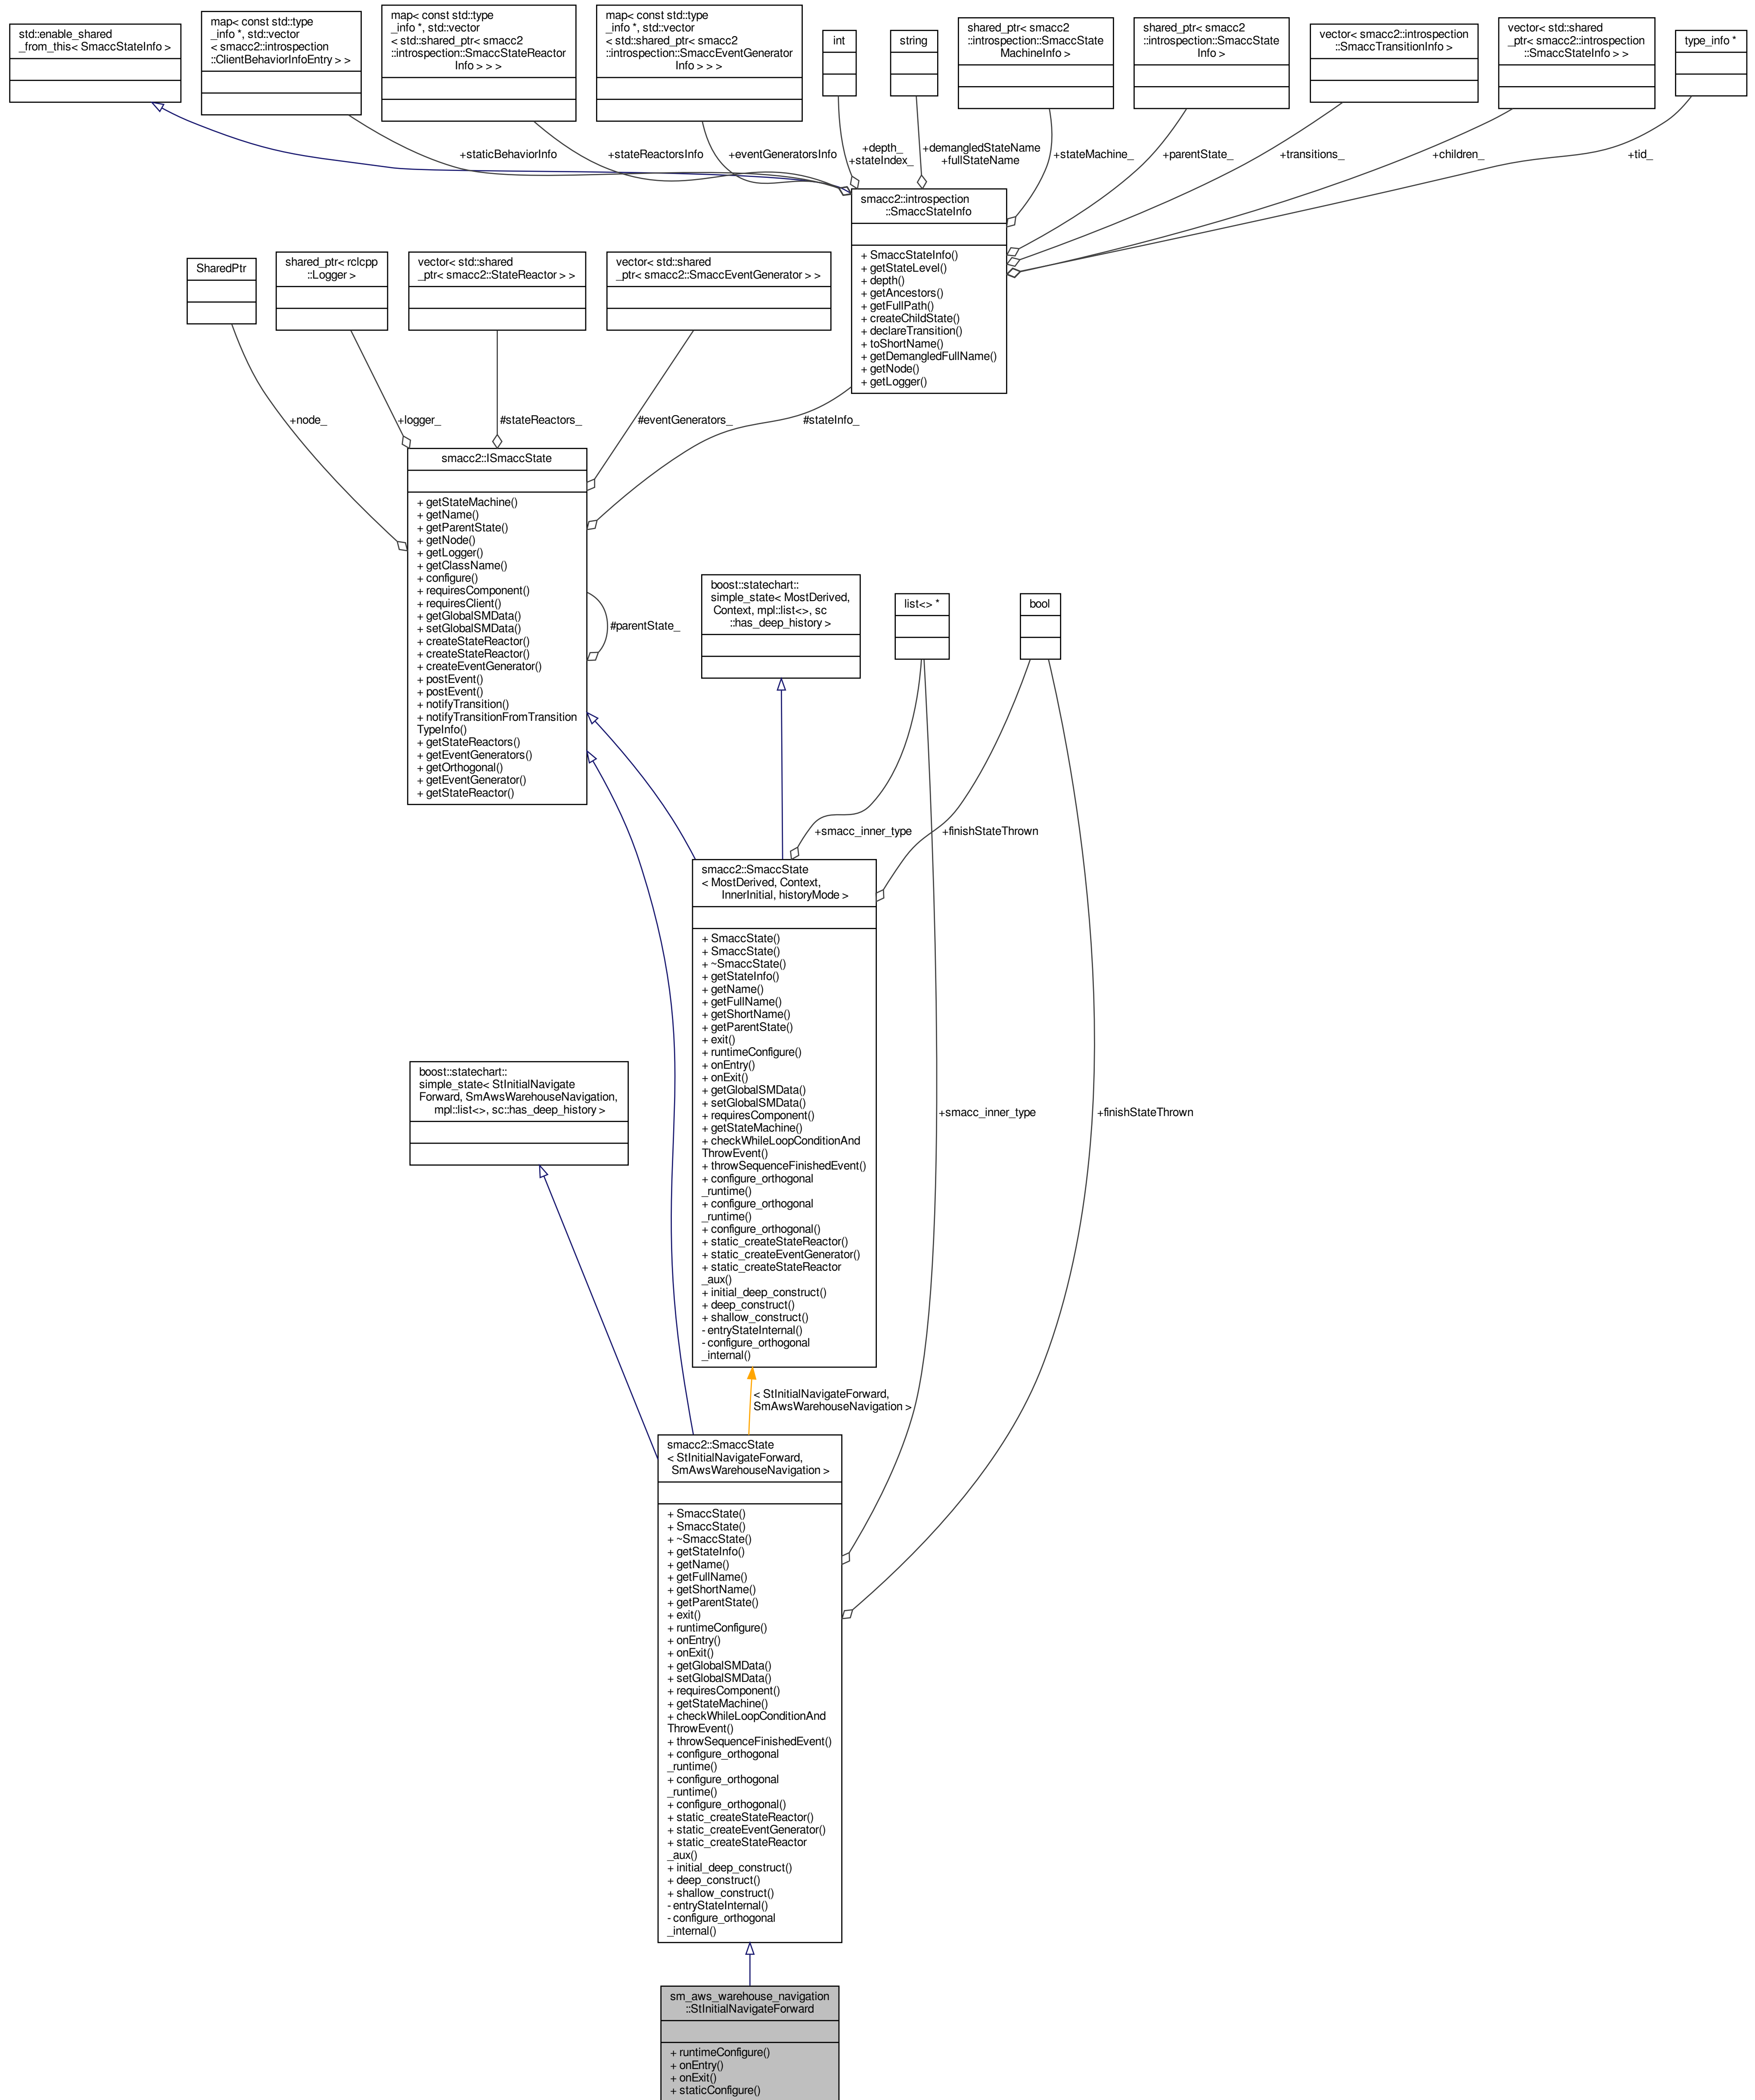 std::enable_shared
_from_this< SmaccStateInfo >
map< const std::type
_info *, std::vector
< smacc2::introspection
::ClientBehaviorInfoEntry > >
map< const std::type
_info *, std::vector
< std::shared_ptr< smacc2
::introspection::SmaccStateReactor
Info > > >
map< const std::type
_info *, std::vector
< std::shared_ptr< smacc2
::introspection::SmaccEventGenerator
Info > > >
int
string
shared_ptr< smacc2
::introspection::SmaccState
MachineInfo >
shared_ptr< smacc2
::introspection::SmaccState
Info >
vector< smacc2::introspection
::SmaccTransitionInfo >
vector< std::shared
_ptr< smacc2::introspection
::SmaccStateInfo > >
type_info *
+staticBehaviorInfo
+stateReactorsInfo
+eventGeneratorsInfo
+depth_
+stateIndex_
+demangledStateName
+fullStateName
+stateMachine_
+parentState_
+transitions_
+children_
+tid_
smacc2::introspection
::SmaccStateInfo
+ SmaccStateInfo()
+ getStateLevel()
+ depth()
+ getAncestors()
+ getFullPath()
+ createChildState()
+ declareTransition()
+ toShortName()
+ getDemangledFullName()
+ getNode()
+ getLogger()
SharedPtr
shared_ptr< rclcpp
::Logger >
vector< std::shared
_ptr< smacc2::StateReactor > >
vector< std::shared
_ptr< smacc2::SmaccEventGenerator > >
+node_
+logger_
#stateReactors_
#eventGenerators_
#stateInfo_
smacc2::ISmaccState
+ getStateMachine()
+ getName()
+ getParentState()
+ getNode()
+ getLogger()
+ getClassName()
+ configure()
+ requiresComponent()
+ requiresClient()
+ getGlobalSMData()
+ setGlobalSMData()
+ createStateReactor()
+ createStateReactor()
+ createEventGenerator()
+ postEvent()
+ postEvent()
+ notifyTransition()
+ notifyTransitionFromTransition
TypeInfo()
+ getStateReactors()
+ getEventGenerators()
+ getOrthogonal()
+ getEventGenerator()
+ getStateReactor()
#parentState_
boost::statechart::
simple_state< MostDerived,
Context, mpl::list<>, sc
::has_deep_history >
list<> *
bool
+smacc_inner_type
+finishStateThrown
smacc2::SmaccState
< MostDerived, Context,
InnerInitial, historyMode >
+ SmaccState()
+ SmaccState()
+ ~SmaccState()
+ getStateInfo()
+ getName()
+ getFullName()
+ getShortName()
+ getParentState()
+ exit()
+ runtimeConfigure()
+ onEntry()
+ onExit()
+ getGlobalSMData()
+ setGlobalSMData()
+ requiresComponent()
+ getStateMachine()
+ checkWhileLoopConditionAnd
ThrowEvent()
+ throwSequenceFinishedEvent()
+ configure_orthogonal
_runtime()
+ configure_orthogonal
_runtime()
+ configure_orthogonal()
+ static_createStateReactor()
+ static_createEventGenerator()
+ static_createStateReactor
_aux()
+ initial_deep_construct()
+ deep_construct()
+ shallow_construct()
- entryStateInternal()
- configure_orthogonal
_internal()
boost::statechart::
simple_state< StInitialNavigate
Forward, SmAwsWarehouseNavigation,
mpl::list<>, sc::has_deep_history >
+smacc_inner_type
+finishStateThrown
< StInitialNavigateForward,
SmAwsWarehouseNavigation >
smacc2::SmaccState
< StInitialNavigateForward,
SmAwsWarehouseNavigation >
+ SmaccState()
+ SmaccState()
+ ~SmaccState()
+ getStateInfo()
+ getName()
+ getFullName()
+ getShortName()
+ getParentState()
+ exit()
+ runtimeConfigure()
+ onEntry()
+ onExit()
+ getGlobalSMData()
+ setGlobalSMData()
+ requiresComponent()
+ getStateMachine()
+ checkWhileLoopConditionAnd
ThrowEvent()
+ throwSequenceFinishedEvent()
+ configure_orthogonal
_runtime()
+ configure_orthogonal
_runtime()
+ configure_orthogonal()
+ static_createStateReactor()
+ static_createEventGenerator()
+ static_createStateReactor
_aux()
+ initial_deep_construct()
+ deep_construct()
+ shallow_construct()
- entryStateInternal()
- configure_orthogonal
_internal()
sm_aws_warehouse_navigation
::StInitialNavigateForward
+ runtimeConfigure()
+ onEntry()
+ onExit()
+ staticConfigure()